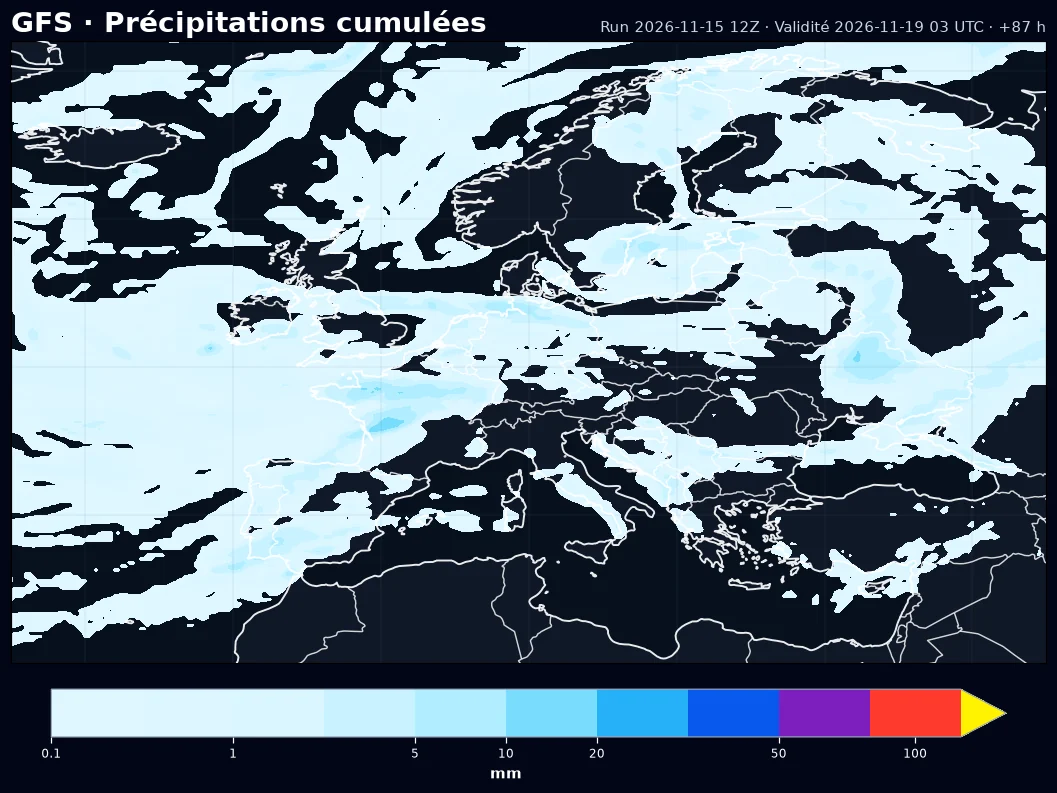 GFS · Précipitations cumulées
Run 2026-11-15 12Z · Validité 2026-11-19 03 UTC · +87 h
0.1 1 5 10 20 50 100
mm